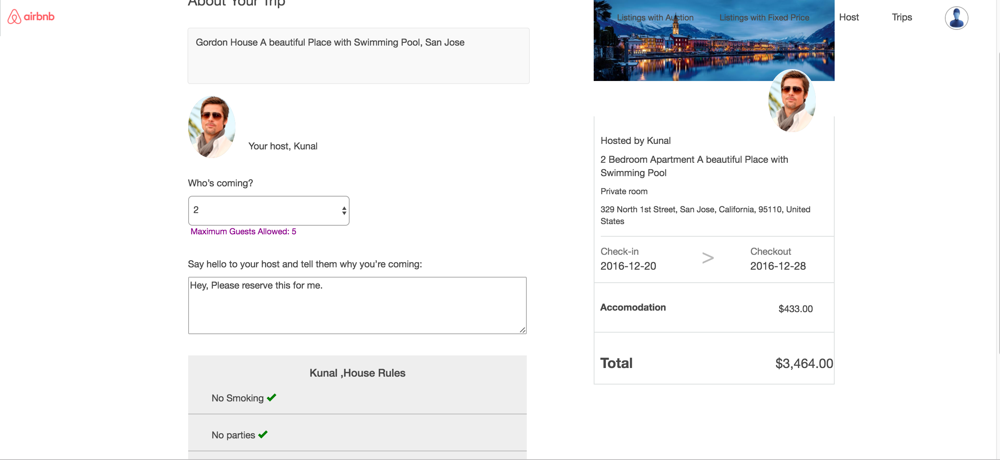 About Your Trip
airbnb
Listings with Auction
Listings with Fixed Price
Host
Trips
Gordon House A beautiful Place with Swimming Pool, San Jose
Your host, Kunal
Who’s coming?
2
Maximum Guests Allowed: 5
Say hello to your host and tell them why you’re coming:
Hey, Please reserve this for me.
Kunal ,House Rules
No Smoking
No parties
Hosted by Kunal
2 Bedroom Apartment A beautiful Place with
Swimming Pool
Private room
329 North 1st Street, San Jose, California, 95110, United
States
Check-in
2016-12-20
>
Checkout
2016-12-28
Accomodation
$433.00
Total
$3,464.00